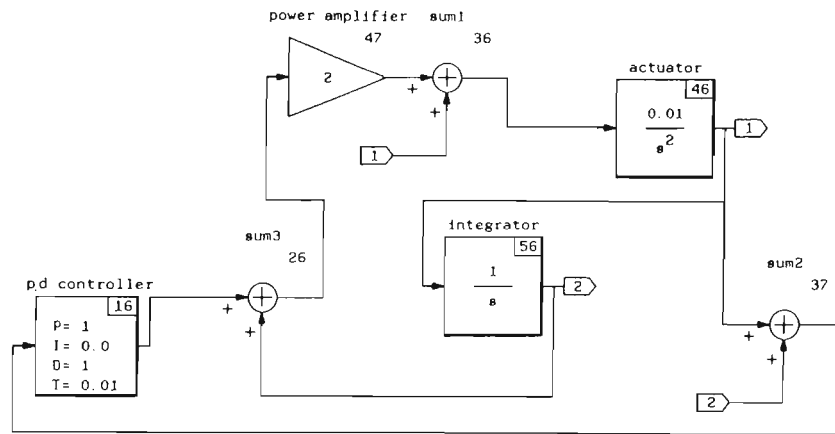 power amplifier
47
2
+
sum1
36
+
1
actuator
46
0.01
s2
1
sum3
26
+
+
integrator
56
1
s
2
sum2
37
+
+
2
pd controller
16
P= 1
I= 0.0
D= 1
T= 0.01